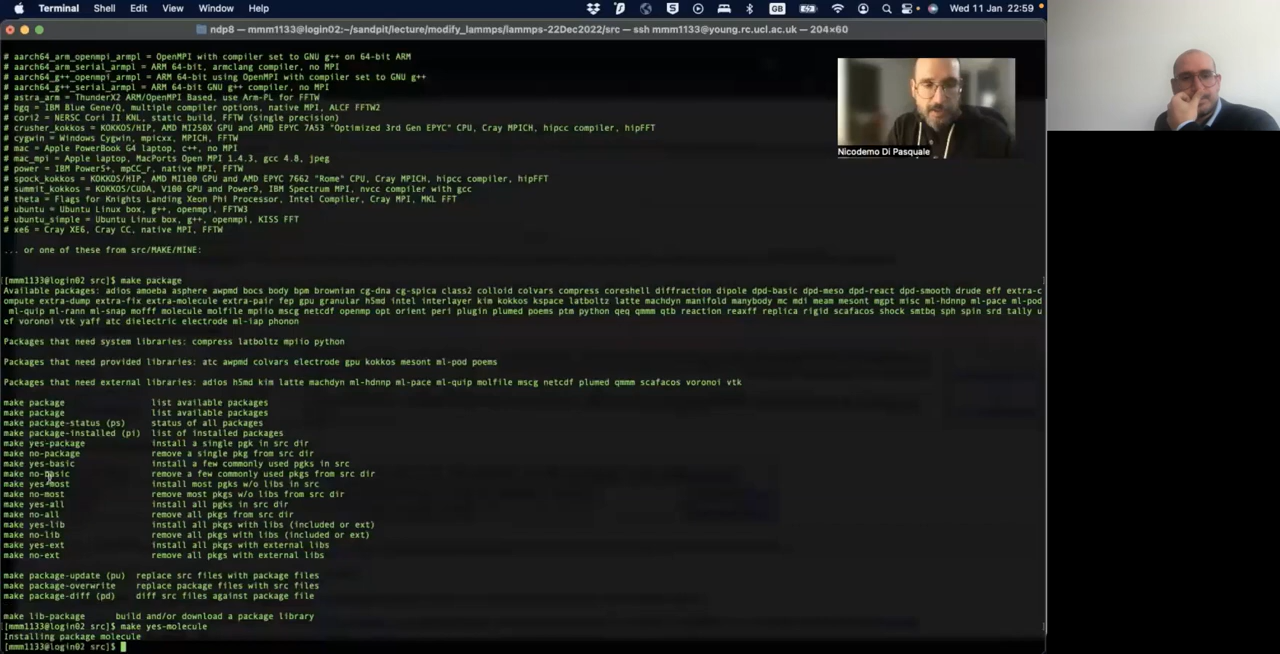 Terminal Shell Edit View Window Help
GB Wed 11 Jan 22:59
ndp8 — mmm1133@login02:~/sandpit/lecture/modify_lammps/lammps-22Dec2022/src — ssh mmm1133@young.rc.ucl.ac.uk — 204×60
# aarch64_arm_openmpi_armpl = OpenMPI with compiler set to GNU g++ on 64-bit ARM
# aarch64_arm_serial_armpl = ARM 64-bit, armclang compiler, no MPI
# aarch64_g++_openmpi_armpl = ARM 64-bit using OpenMPI with compiler set to GNU g++
# aarch64_g++_serial_armpl = ARM 64-bit GNU g++ compiler, no MPI
# astra_arm = ThunderX2 ARM/OpenMPI Based, use Arm-PL for FFTW
# bgq = IBM Blue Gene/Q, multiple compiler options, native MPI, ALCF FFTW2
# cori2 = NERSC Cori II KNL, static build, FFTW (single precision)
# crusher_kokkos = KOKKOS/HIP, AMD MI250X GPU and AMD EPYC 7A53 "Optimized 3rd Gen EPYC" CPU, Cray MPICH, hipcc compiler, hipFFT
# cygwin = Windows Cygwin, mpicxx, MPICH, FFTW
# mac = Apple PowerBook G4 laptop, c++, no MPI
# mac_mpi = Apple laptop, MacPorts Open MPI 1.4.3, gcc 4.8, jpeg
# power = IBM Power5+, mpCC_r, native MPI, FFTW
# spock_kokkos = KOKKOS/HIP, AMD MI100 GPU and AMD EPYC 7662 "Rome" CPU, Cray MPICH, hipcc compiler, hipFFT
# summit_kokkos = KOKKOS/CUDA, V100 GPU and Power9, IBM Spectrum MPI, nvcc compiler with gcc
# theta = Flags for Knights Landing Xeon Phi Processor, Intel Compiler, Cray MPI, MKL FFT
# ubuntu = Ubuntu Linux box, g++, openmpi, FFTW3
# ubuntu_simple = Ubuntu Linux box, g++, openmpi, KISS FFT
# xe6 = Cray XE6, Cray CC, native MPI, FFTW
... or one of these from src/MAKE/MINE:
[mmm1133@login02 src]$ make package
Available packages: adios amoeba asphere awpmd bocs body bpm brownian cg-dna cg-spica class2 colloid colvars compress coreshell diffraction dipole dpd-basic dpd-meso dpd-react dpd-smooth drude eff extra-c
ompute extra-dump extra-fix extra-molecule extra-pair fep gpu granular h5md intel interlayer kim kokkos kspace latboltz latte machdyn manifold manybody mc mdi meam mesont mgpt misc ml-hdnnp ml-pace ml-pod
ml-quip ml-rann ml-snap mofff molecule molfile mpiio mscg netcdf openmp opt orient peri plugin plumed poems ptm python qeq qmmm qtb reaction reaxff replica rigid scafacos shock smtbq sph spin srd tally u
ef voronoi vtk yaff atc dielectric electrode ml-iap phonon
Packages that need system libraries: compress latboltz mpiio python
Packages that need provided libraries: atc awpmd colvars electrode gpu kokkos mesont ml-pod poems
Packages that need external libraries: adios h5md kim latte machdyn ml-hdnnp ml-pace ml-quip molfile mscg netcdf plumed qmmm scafacos voronoi vtk
make package list available packages
make package list available packages
make package-status (ps) status of all packages
make package-installed (pi) list of installed packages
make yes-package install a single pgk in src dir
make no-package remove a single pkg from src dir
make yes-basic install a few commonly used pgks in src
make no-basic remove a few commonly used pkgs from src dir
make yes-most install most pgks w/o libs in src
make no-most remove most pkgs w/o libs from src dir
make yes-all install all pgks in src dir
make no-all remove all pkgs from src dir
make yes-lib install all pkgs with libs (included or ext)
make no-lib remove all pkgs with libs (included or ext)
make yes-ext install all pkgs with external libs
make no-ext remove all pkgs with external libs
make package-update (pu) replace src files with package files
make package-overwrite replace package files with src files
make package-diff (pd) diff src files against package file
make lib-package build and/or download a package library
[mmm1133@login02 src]$ make yes-molecule
Installing package molecule
[mmm1133@login02 src]$
Nicodemo Di Pasquale